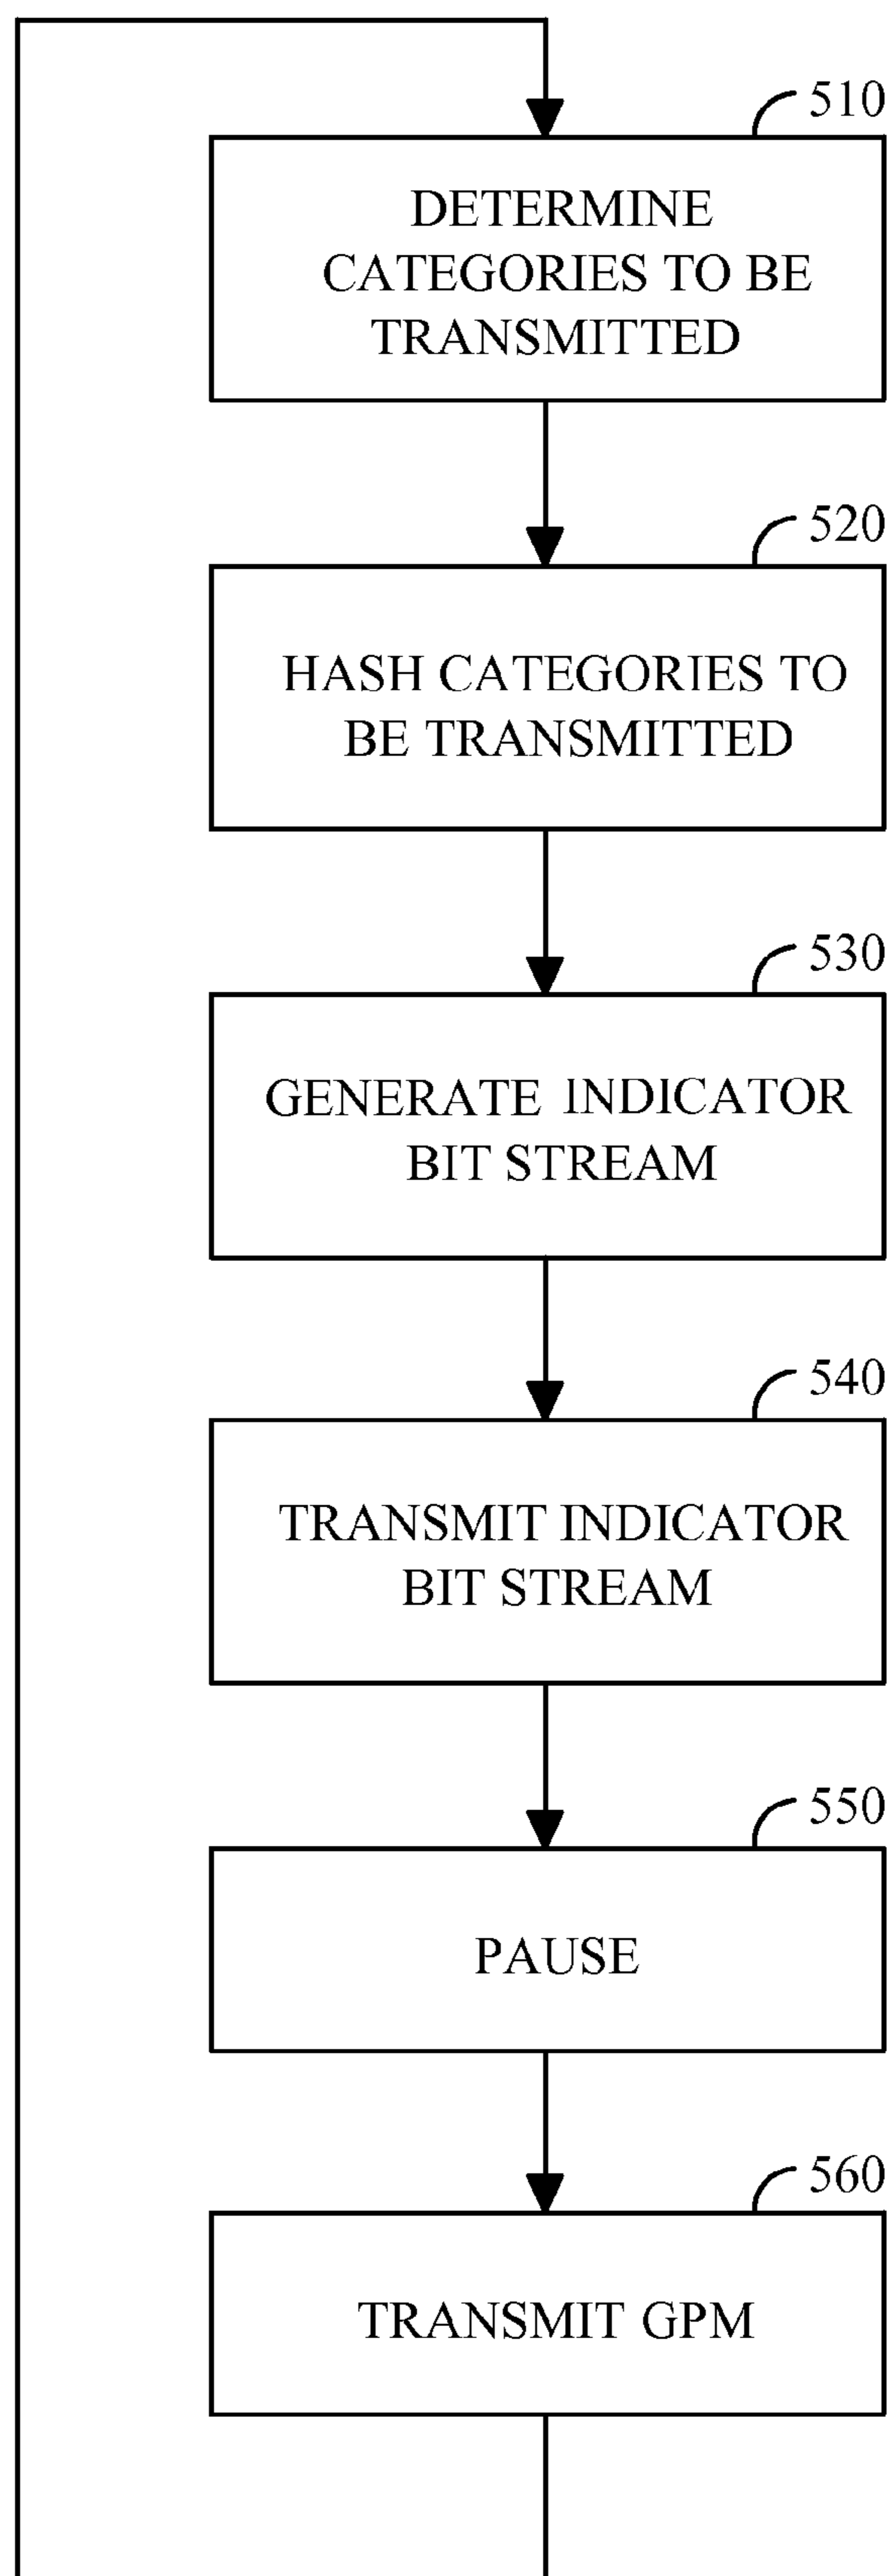 510
DETERMINE
CATEGORIES TO BE
TRANSMITTED
520
HASH CATEGORIES TO
BE TRANSMITTED
530
GENERATE INDICATOR
BIT STREAM
540
TRANSMIT INDICATOR
BIT STREAM
550
PAUSE
560
TRANSMIT GPM